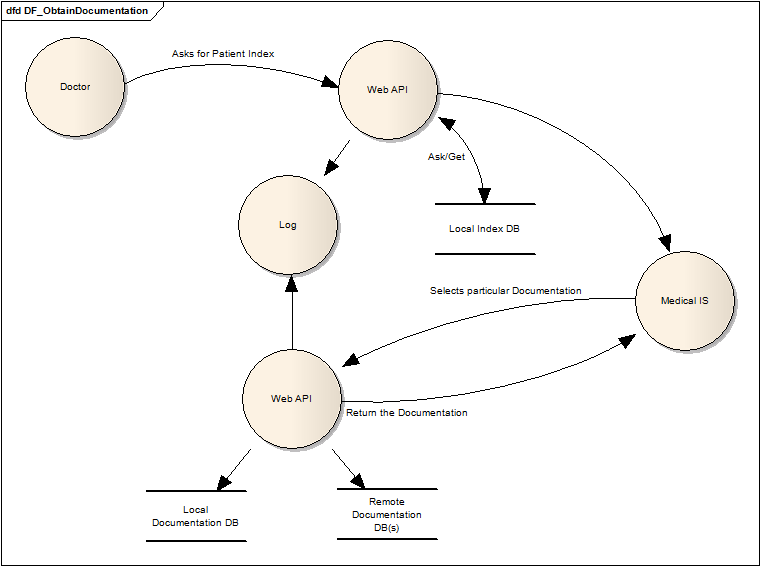 dfd DF_ObtainDocumentation
Asks for Patient Index
Doctor
Web API
Ask/Get
Log
Local Index DB
Selects particular Documentation
Medical IS
Web API
Return the Documentation
Local
Documentation DB
Remote
Documentation
DB(s)